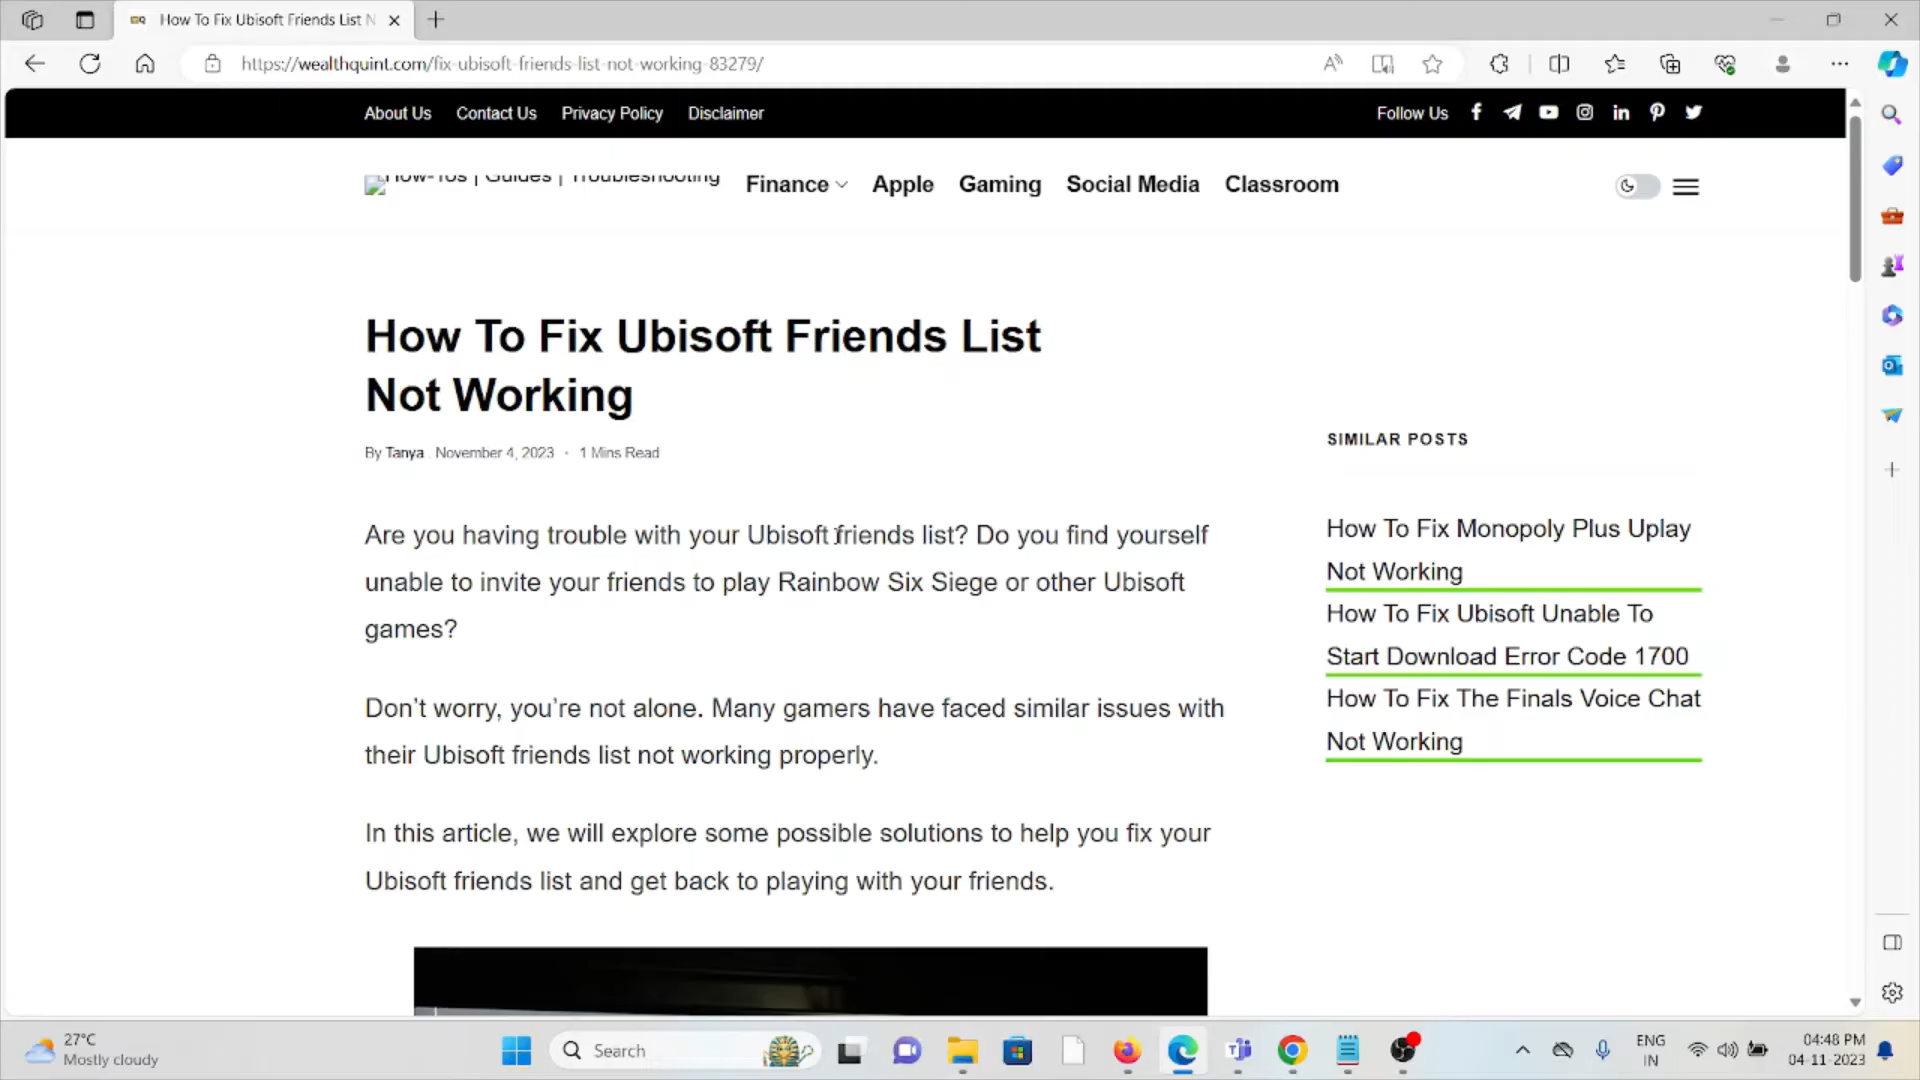 How To Fix Ubisoft Friends List N
https://wealthquint.com/fix-ubisoft-friends-list-not-working-83279/
About Us Contact Us Privacy Policy Disclaimer Follow Us
How-Tos | Guides | Troubleshooting Finance Apple Gaming Social Media Classroom
How To Fix Ubisoft Friends List
Not Working
By Tanya . November 4, 2023 · 1 Mins Read
Are you having trouble with your Ubisoft friends list? Do you find yourself
unable to invite your friends to play Rainbow Six Siege or other Ubisoft
games?
Don’t worry, you’re not alone. Many gamers have faced similar issues with
their Ubisoft friends list not working properly.
In this article, we will explore some possible solutions to help you fix your
Ubisoft friends list and get back to playing with your friends.
SIMILAR POSTS
How To Fix Monopoly Plus Uplay
Not Working
How To Fix Ubisoft Unable To
Start Download Error Code 1700
How To Fix The Finals Voice Chat
Not Working
27°C
Mostly cloudy
Search
ENG
IN
04:48 PM
04-11-2023